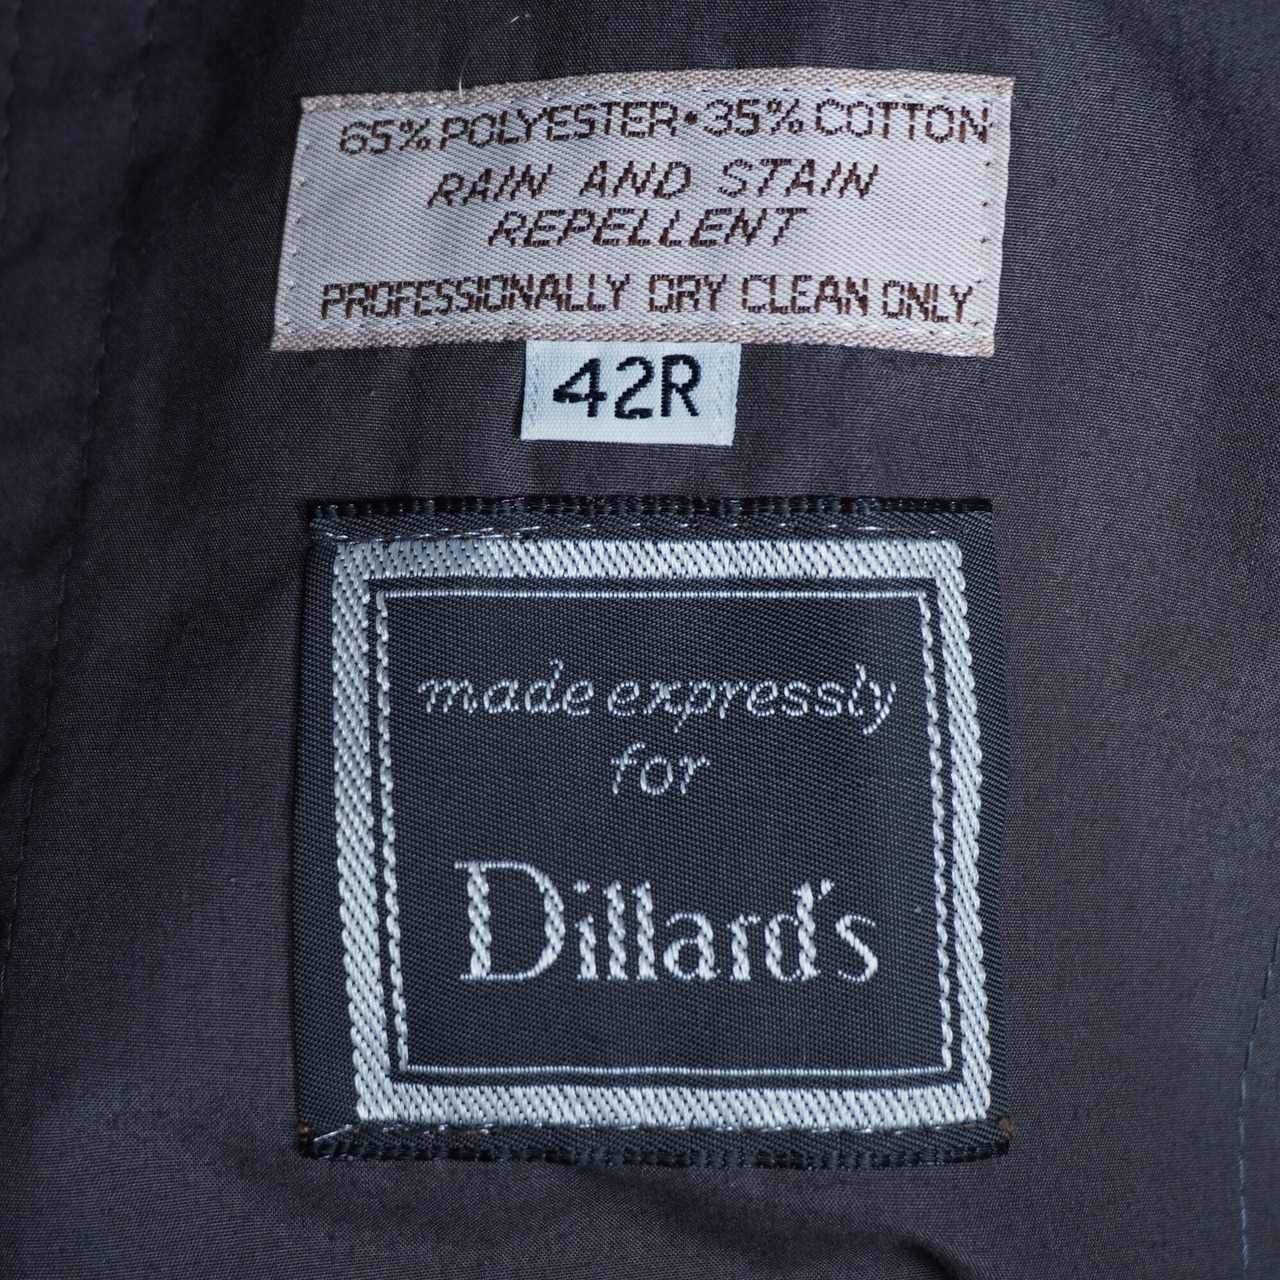 65% POLYESTER • 35% COTTON
RAIN AND STAIN
REPELLENT
PROFESSIONALLY DRY CLEAN ONLY
42R
made expressly
for
Dillard's